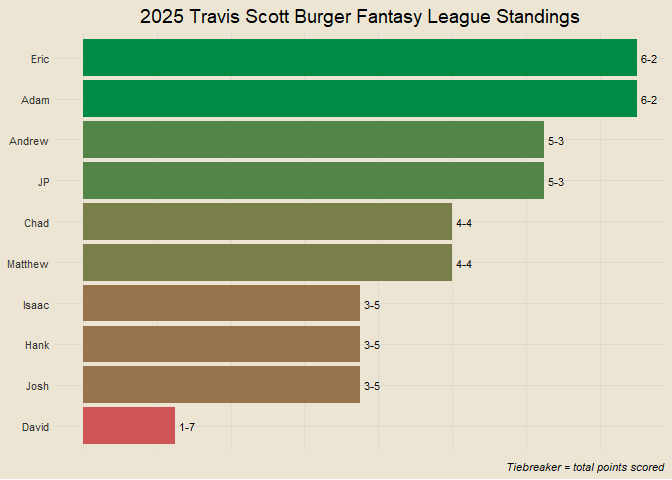 2025 Travis Scott Burger Fantasy League Standings
Eric 6-2
Adam 6-2
Andrew 5-3
JP 5-3
Chad 4-4
Matthew 4-4
Isaac 3-5
Hank 3-5
Josh 3-5
David 1-7
Tiebreaker = total points scored